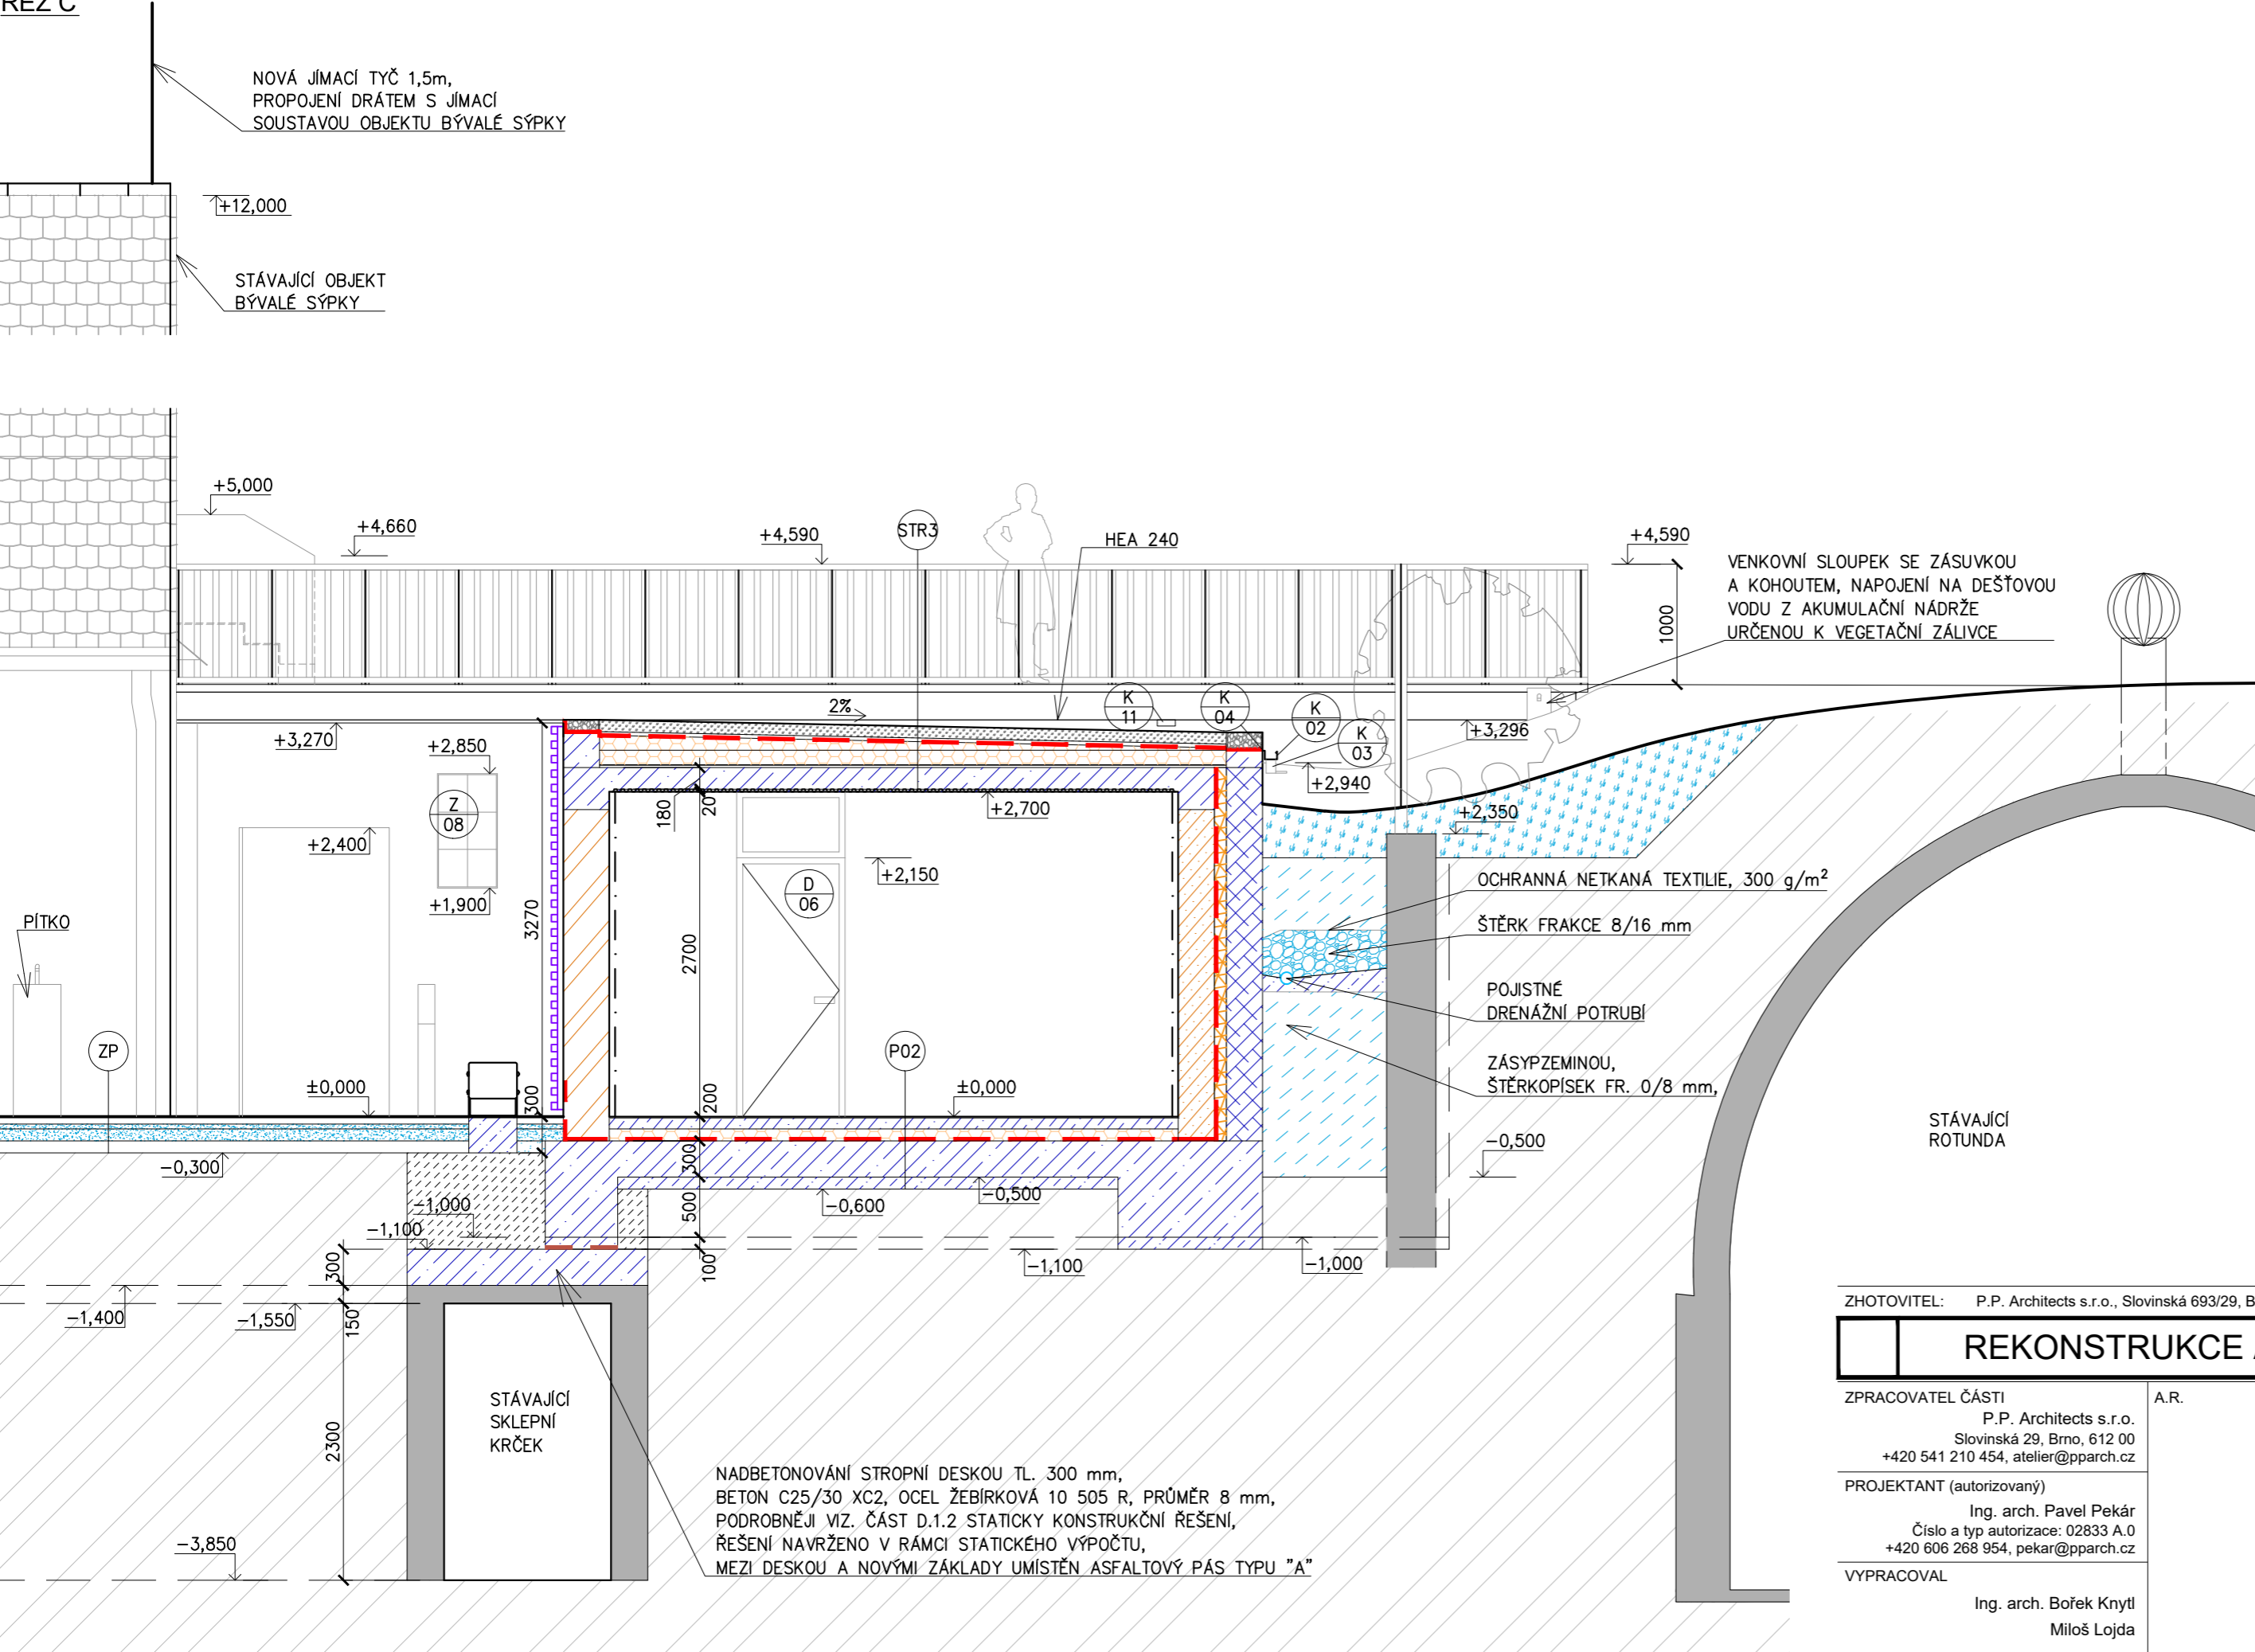 ŘEZ C
NOVÁ JÍMACÍ TYČ 1,5m,
PROPOJENÍ DRÁTEM S JÍMACÍ
SOUSTAVOU OBJEKTU BÝVALÉ SÝPKY
+12,000
STÁVAJÍCÍ OBJEKT
BÝVALÉ SÝPKY
+5,000
+4,660
+4,590
STR3
HEA 240
+4,590
1000
VENKOVNÍ SLOUPEK SE ZÁSUVKOU
A KOHOUTEM, NAPOJENÍ NA DEŠŤOVOU
VODU Z AKUMULAČNÍ NÁDRŽE
URČENOU K VEGETAČNÍ ZÁLIVCE
2%
K
11
K
04
K
02
K
03
+3,270
+3,296
+2,850
+2,940
Z
08
180
20
+2,700
+2,350
+2,400
+2,150
D
06
+1,900
3270
2700
OCHRANNÁ NETKANÁ TEXTILIE, 300 g/m²
ŠTĚRK FRAKCE 8/16 mm
PÍTKO
POJISTNÉ
DRENÁŽNÍ POTRUBÍ
ZP
P02
ZÁSYPZEMINOU,
ŠTĚRKOPÍSEK FR. 0/8 mm,
±0,000
300
200
±0,000
STÁVAJÍCÍ
ROTUNDA
-0,300
300
-0,500
-0,600
-0,500
-1,000
500
-1,100
100
-1,100
-1,000
300
-1,400
-1,550
150
2300
STÁVAJÍCÍ
SKLEPNÍ
KRČEK
-3,850
NADBETONOVÁNÍ STROPNÍ DESKOU TL. 300 mm,
BETON C25/30 XC2, OCEL ŽEBÍRKOVÁ 10 505 R, PRŮMĚR 8 mm,
PODROBNĚJI VIZ. ČÁST D.1.2 STATICKY KONSTRUKČNÍ ŘEŠENÍ,
ŘEŠENÍ NAVRŽENO V RÁMCI STATICKÉHO VÝPOČTU,
MEZI DESKOU A NOVÝMI ZÁKLADY UMÍSTĚN ASFALTOVÝ PÁS TYPU "A"
ZHOTOVITEL: P.P. Architects s.r.o., Slovinská 693/29, B
REKONSTRUKCE A
ZPRACOVATEL ČÁSTI
A.R.
P.P. Architects s.r.o.
Slovinská 29, Brno, 612 00
+420 541 210 454, atelier@pparch.cz
PROJEKTANT (autorizovaný)
Ing. arch. Pavel Pekár
Číslo a typ autorizace: 02833 A.0
+420 606 268 954, pekar@pparch.cz
VYPRACOVAL
Ing. arch. Bořek Knytl
Miloš Lojda